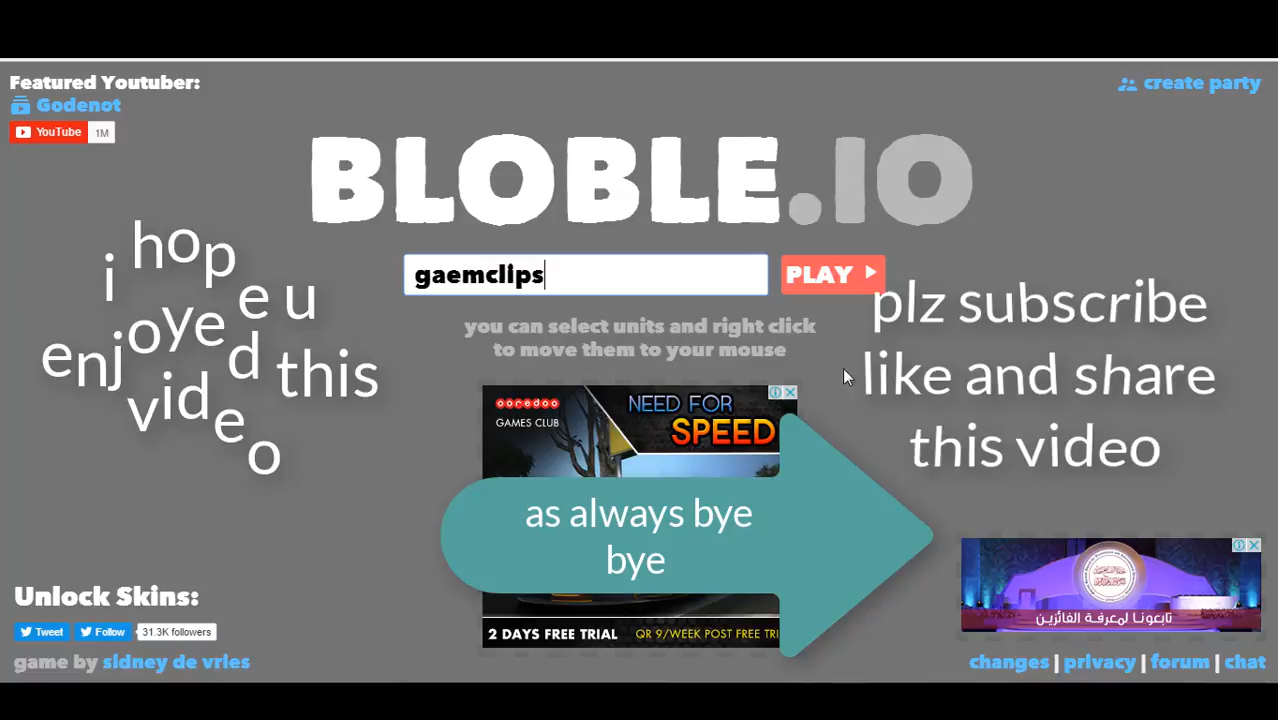 Featured Youtuber:
Godenot
YouTube 1M
create party
BLOBLE.IO
gaemclips
PLAY
you can select units and right click
to move them to your mouse
i hope u
enjoyed this
video
plz subscribe
like and share
this video
ooredoo
GAMES CLUB
NEED FOR
SPEED
as always bye
bye
2 DAYS FREE TRIAL QR 9/WEEK POST FREE TRI
تابعونا لمعرفة الفائزين
Unlock Skins:
Tweet Follow 31.3K followers
game by sidney de vries
changes | privacy | forum | chat